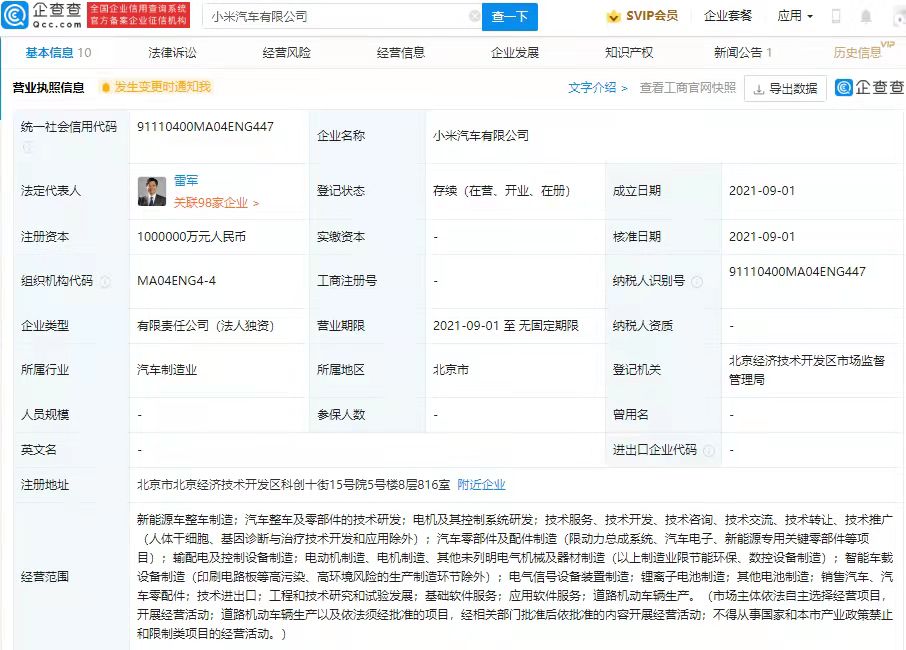 企查查
Qcc.com
全国企业信用查询系统
官方备案企业征信机构
小米汽车有限公司
查一下
SVIP会员
企业套餐
应用
基本信息 10
法律诉讼
经营风险
经营信息
企业发展
知识产权
新闻公告 1
历史信息 VIP
营业执照信息
发生变更时通知我
文字介绍 >
查看工商官网快照
导出数据
企查查
统一社会信用代码
91110400MA04ENG447
企业名称
小米汽车有限公司
法定代表人
雷军
关联98家企业 >
登记状态
存续（在营、开业、在册）
成立日期
2021-09-01
注册资本
1000000万元人民币
实缴资本
-
核准日期
2021-09-01
组织机构代码
MA04ENG4-4
工商注册号
-
纳税人识别号
91110400MA04ENG447
企业类型
有限责任公司（法人独资）
营业期限
2021-09-01 至 无固定期限
纳税人资质
-
所属行业
汽车制造业
所属地区
北京市
登记机关
北京经济技术开发区市场监督
管理局
人员规模
-
参保人数
-
曾用名
-
英文名
-
进出口企业代码
-
注册地址
北京市北京经济技术开发区科创十街15号院5号楼8层816室 附近企业
经营范围
新能源车整车制造；汽车整车及零部件的技术研发；电机及其控制系统研发；技术服务、技术开发、技术咨询、技术交流、技术转让、技术推广
（人体干细胞、基因诊断与治疗技术开发和应用除外）；汽车零部件及配件制造（限动力总成系统、汽车电子、新能源专用关键零部件等项
目）；输配电及控制设备制造；电动机制造、电机制造、其他未列明电气机械及器材制造（以上制造业限节能环保、数控设备制造）；智能车载
设备制造（印刷电路板等高污染、高环境风险的生产制造环节除外）；电气信号设备装置制造；锂离子电池制造；其他电池制造；销售汽车、汽
车零配件；技术进出口；工程和技术研究和试验发展；基础软件服务；应用软件服务；道路机动车辆生产。（市场主体依法自主选择经营项目，
开展经营活动；道路机动车辆生产以及依法须经批准的项目，经相关部门批准后依批准的内容开展经营活动；不得从事国家和本市产业政策禁止
和限制类项目的经营活动。）